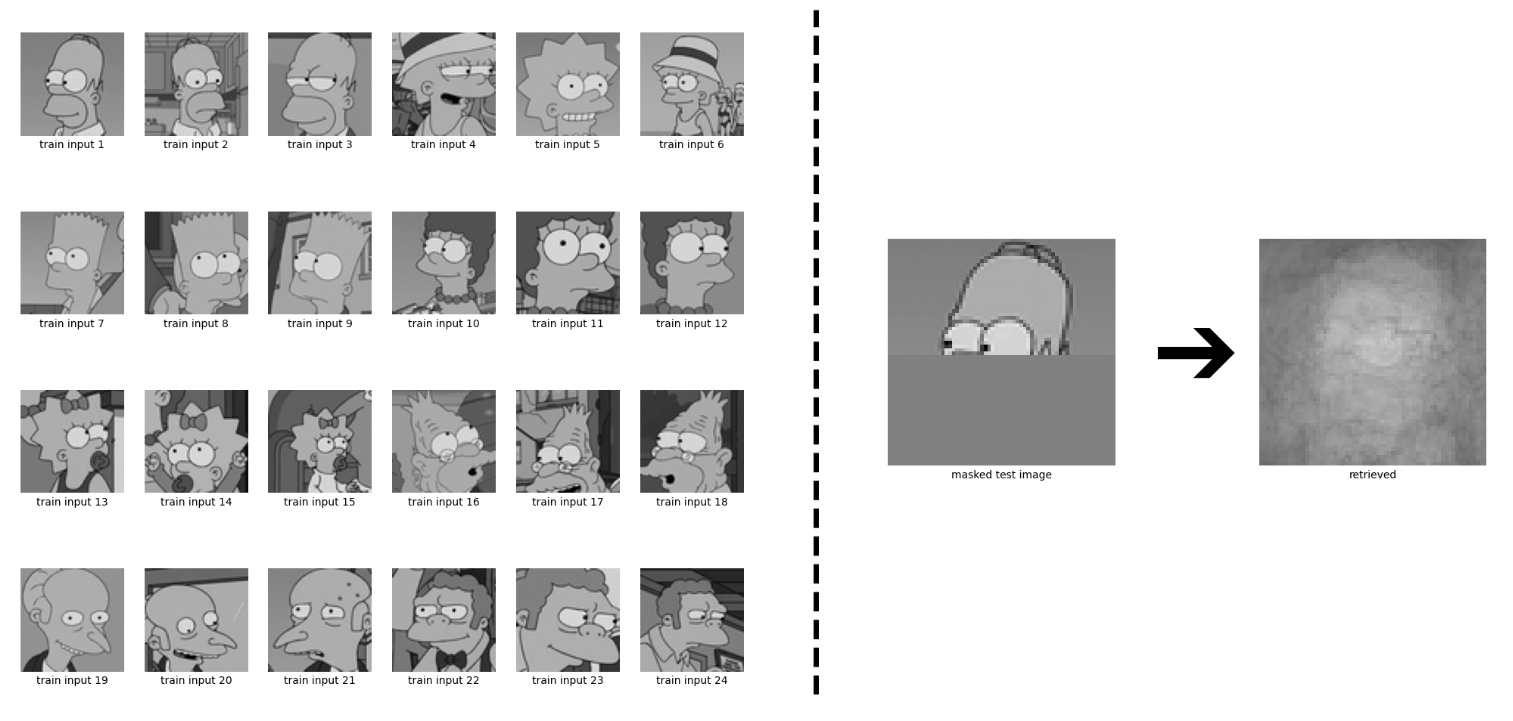 train input 1
train input 2
train input 3
train input 4
train input 5
train input 6
train input 7
train input 8
train input 9
train input 10
train input 11
train input 12
train input 13
train input 14
train input 15
train input 16
train input 17
train input 18
train input 19
train input 20
train input 21
train input 22
train input 23
train input 24
masked test image
retrieved